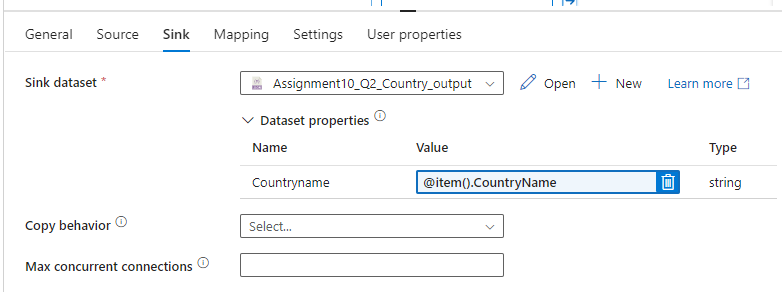 General Source Sink Mapping Settings User properties
Sink dataset * Assignment10_Q2_Country_output Open New Learn more
Dataset properties
Name Value Type
Countryname @item().CountryName string
Copy behavior Select...
Max concurrent connections